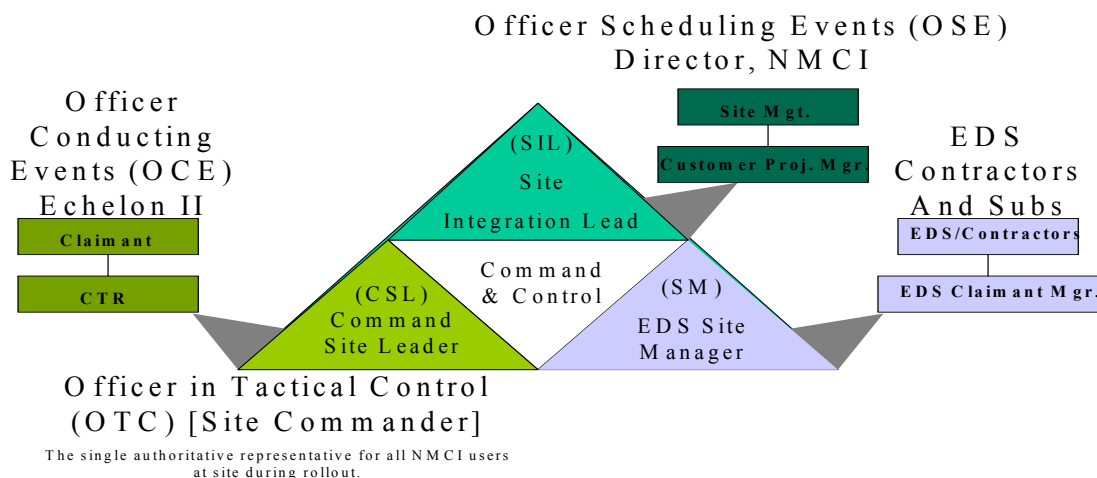 Officer Scheduling Events (OSE)
Director, NMCI
Officer
Conducting
Events (OCE)
Echelon II
Claimant
CTR
Site Mgt.
Customer Proj. Mgr.
EDS
Contractors
And Subs
EDS/Contractors
EDS Claimant Mgr.
(SIL)
Site
Integration Lead
Command
& Control
(CSL)
Command
Site Leader
(SM)
EDS Site
Manager
Officer in Tactical Control
(OTC) [Site Commander]
The single authoritative representative for all NMCI users
at site during rollout.